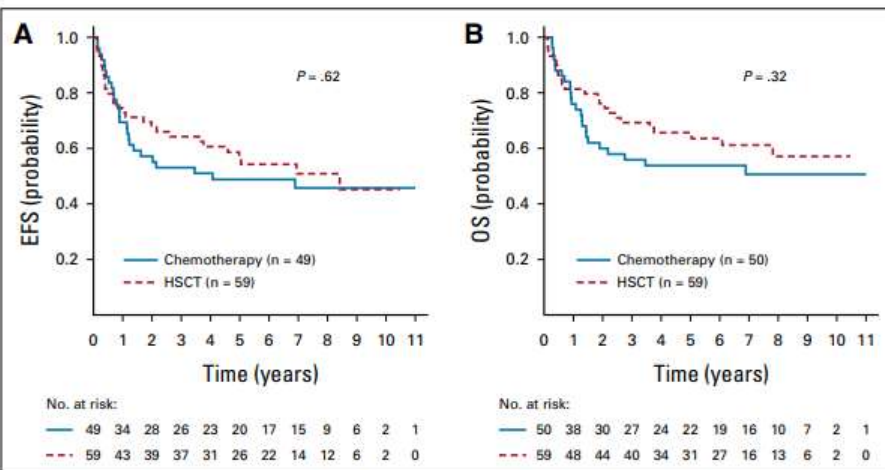 A
1.0
0.8
0.6
0.4
0.2
EFS (probability)
P = .62
Chemotherapy (n = 49)
HSCT (n = 59)
0 1 2 3 4 5 6 7 8 9 10 11
Time (years)
No. at risk:
49 34 28 26 23 20 17 15 9 6 2 1
59 43 39 37 31 26 22 14 12 6 2 0
B
1.0
0.8
0.6
0.4
0.2
OS (probability)
P = .32
Chemotherapy (n = 50)
HSCT (n = 59)
0 1 2 3 4 5 6 7 8 9 10 11
Time (years)
No. at risk:
50 38 30 27 24 22 19 16 10 7 2 1
59 48 44 40 34 31 27 16 13 6 2 0